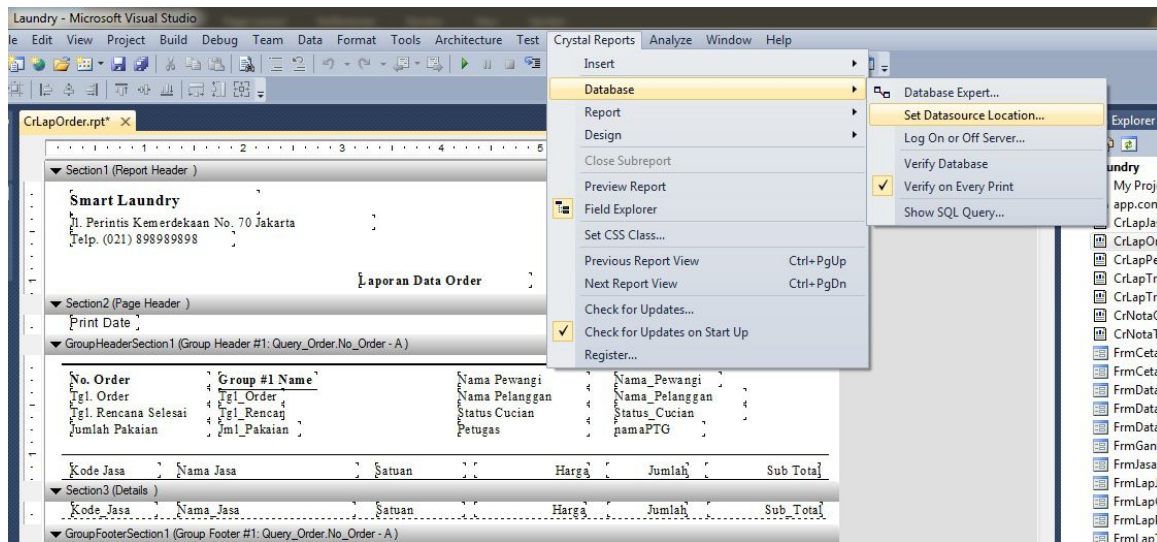 Laundry - Microsoft Visual Studio
le Edit View Project Build Debug Team Data Format Tools Architecture Test Crystal Reports Analyze Window Help
Insert
Database
Report
Design
Close Subreport
Preview Report
Field Explorer
Set CSS Class...
Previous Report View Ctrl+PgUp
Next Report View Ctrl+PgDn
Check for Updates...
Check for Updates on Start Up
Register...
Database Expert...
Set Datasource Location...
Log On or Off Server...
Verify Database
Verify on Every Print
Show SQL Query...
CrLapOrder.rpt*
1 2 3 4 5
Section1 (Report Header )
Smart Laundry
Jl. Perintis Kemerdekaan No. 70 Jakarta
Telp. (021) 898989898
Laporan Data Order
Section2 (Page Header )
Print Date
GroupHeaderSection1 (Group Header #1: Query_Order.No_Order - A )
No. Order Group #1 Name Nama Pewangi Nama_Pewangi
Tgl. Order Tgl_Order Nama Pelanggan Nama_Pelanggan
Tgl. Rencana Selesai Tgl_Rencan Status Cucian Status_Cucian
Jumlah Pakaian Jml_Pakaian Petugas namaPTG
Kode Jasa Nama Jasa Satuan Harga Jumlah Sub Total
Section3 (Details )
Kode_Jasa Nama_Jasa Satuan Harga Jumlah Sub_Total
GroupFooterSection1 (Group Footer #1: Query_Order.No_Order - A )
Explorer
undry
My Proj
app.con
CrLapJa
CrLapO
CrLapPe
CrLapTr
CrLapTr
CrNota
CrNotaT
FrmCeta
FrmCeta
FrmData
FrmData
FrmData
FrmGan
FrmJasa
FrmLapJ
FrmLap
FrmLap
FrmLap